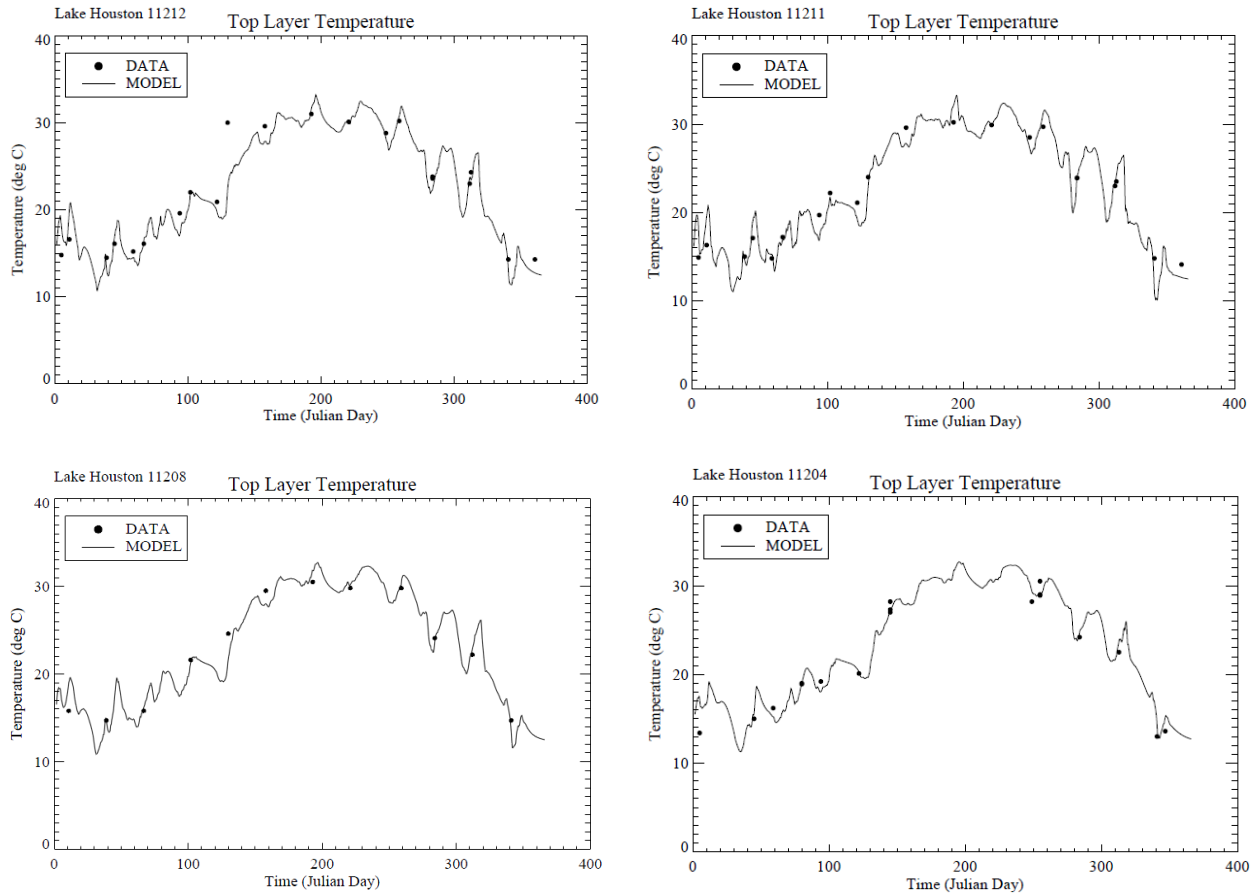 Lake Houston 11212
Top Layer Temperature
40
30
20
10
0
DATA
MODEL
Temperature (deg C)
0
100
200
300
400
Time (Julian Day)
Lake Houston 11211
Top Layer Temperature
40
30
20
10
0
DATA
MODEL
Temperature (deg C)
0
100
200
300
400
Time (Julian Day)
Lake Houston 11208
Top Layer Temperature
40
30
20
10
0
DATA
MODEL
Temperature (deg C)
0
100
200
300
400
Time (Julian Day)
Lake Houston 11204
Top Layer Temperature
40
30
20
10
0
DATA
MODEL
Temperature (deg C)
0
100
200
300
400
Time (Julian Day)